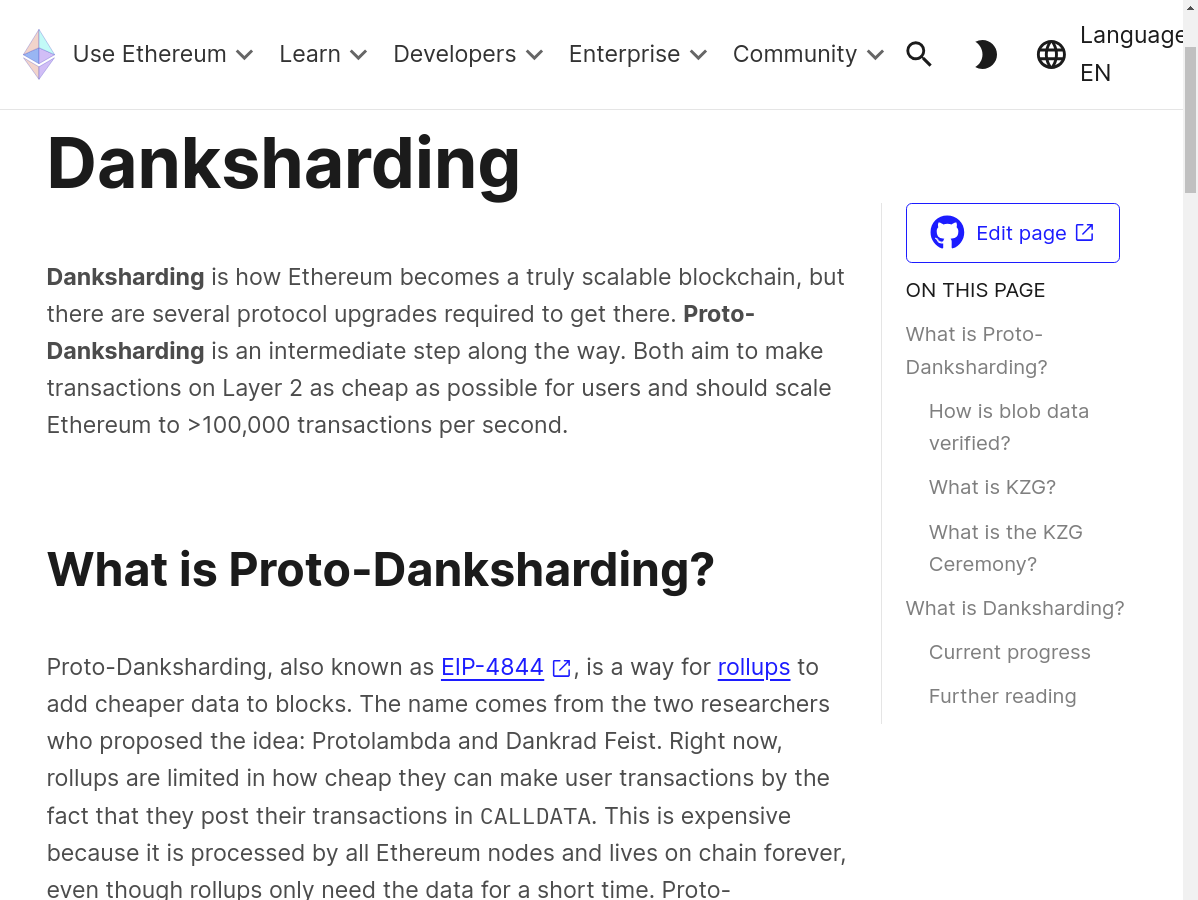 Use Ethereum Learn Developers Enterprise Community Language
EN
Danksharding
Danksharding is how Ethereum becomes a truly scalable blockchain, but
there are several protocol upgrades required to get there. Proto-
Danksharding is an intermediate step along the way. Both aim to make
transactions on Layer 2 as cheap as possible for users and should scale
Ethereum to >100,000 transactions per second.
What is Proto-Danksharding?
Proto-Danksharding, also known as EIP-4844, is a way for rollups to
add cheaper data to blocks. The name comes from the two researchers
who proposed the idea: Protolambda and Dankrad Feist. Right now,
rollups are limited in how cheap they can make user transactions by the
fact that they post their transactions in CALLDATA. This is expensive
because it is processed by all Ethereum nodes and lives on chain forever,
even though rollups only need the data for a short time. Proto-
Edit page
ON THIS PAGE
What is Proto-
Danksharding?
How is blob data
verified?
What is KZG?
What is the KZG
Ceremony?
What is Danksharding?
Current progress
Further reading